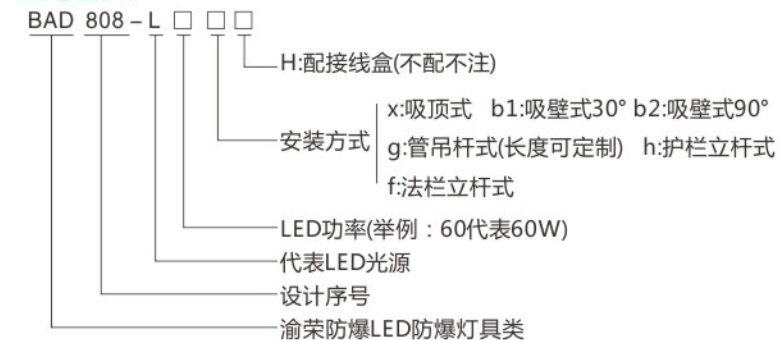 BAD 808 – L □ □ □
H:配接线盒(不配不注)
x:吸顶式 b1:吸壁式30° b2:吸壁式90°
安装方式
g:管吊杆式(长度可定制) h:护栏立杆式
f:法栏立杆式
LED功率(举例：60代表60W)
代表LED光源
设计序号
渝荣防爆LED防爆灯具类